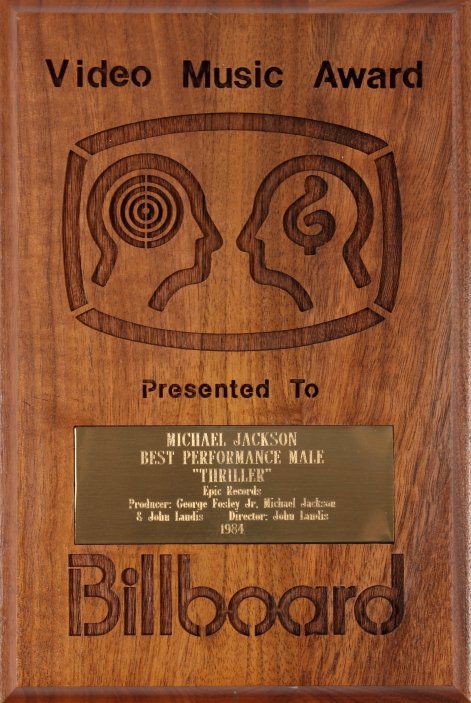 Video Music Award
Presented To
MICHAEL JACKSON
BEST PERFORMANCE MALE
"THRILLER"
Epic Records
Producer: George Fosley Jr, Michael Jackson
& John Landis Director: John Landis
1984
Billboard